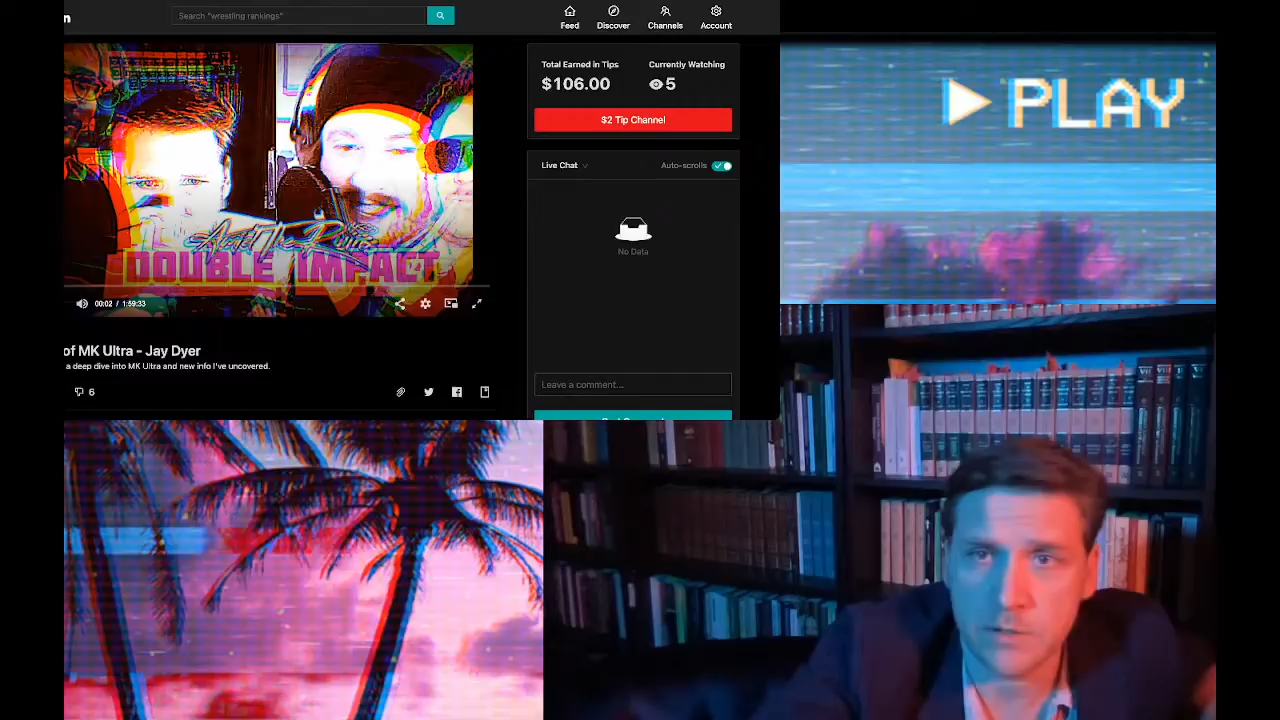 n
Search "wrestling rankings"
Feed
Discover
Channels
Account
Total Earned in Tips
Currently Watching
$106.00
5
$2 Tip Channel
Live Chat
Auto-scrolls
No Data
Leave a comment...
DOUBLE IMPACT
00:02 / 1:59:33
of MK Ultra - Jay Dyer
a deep dive into MK Ultra and new info I've uncovered.
6
PLAY